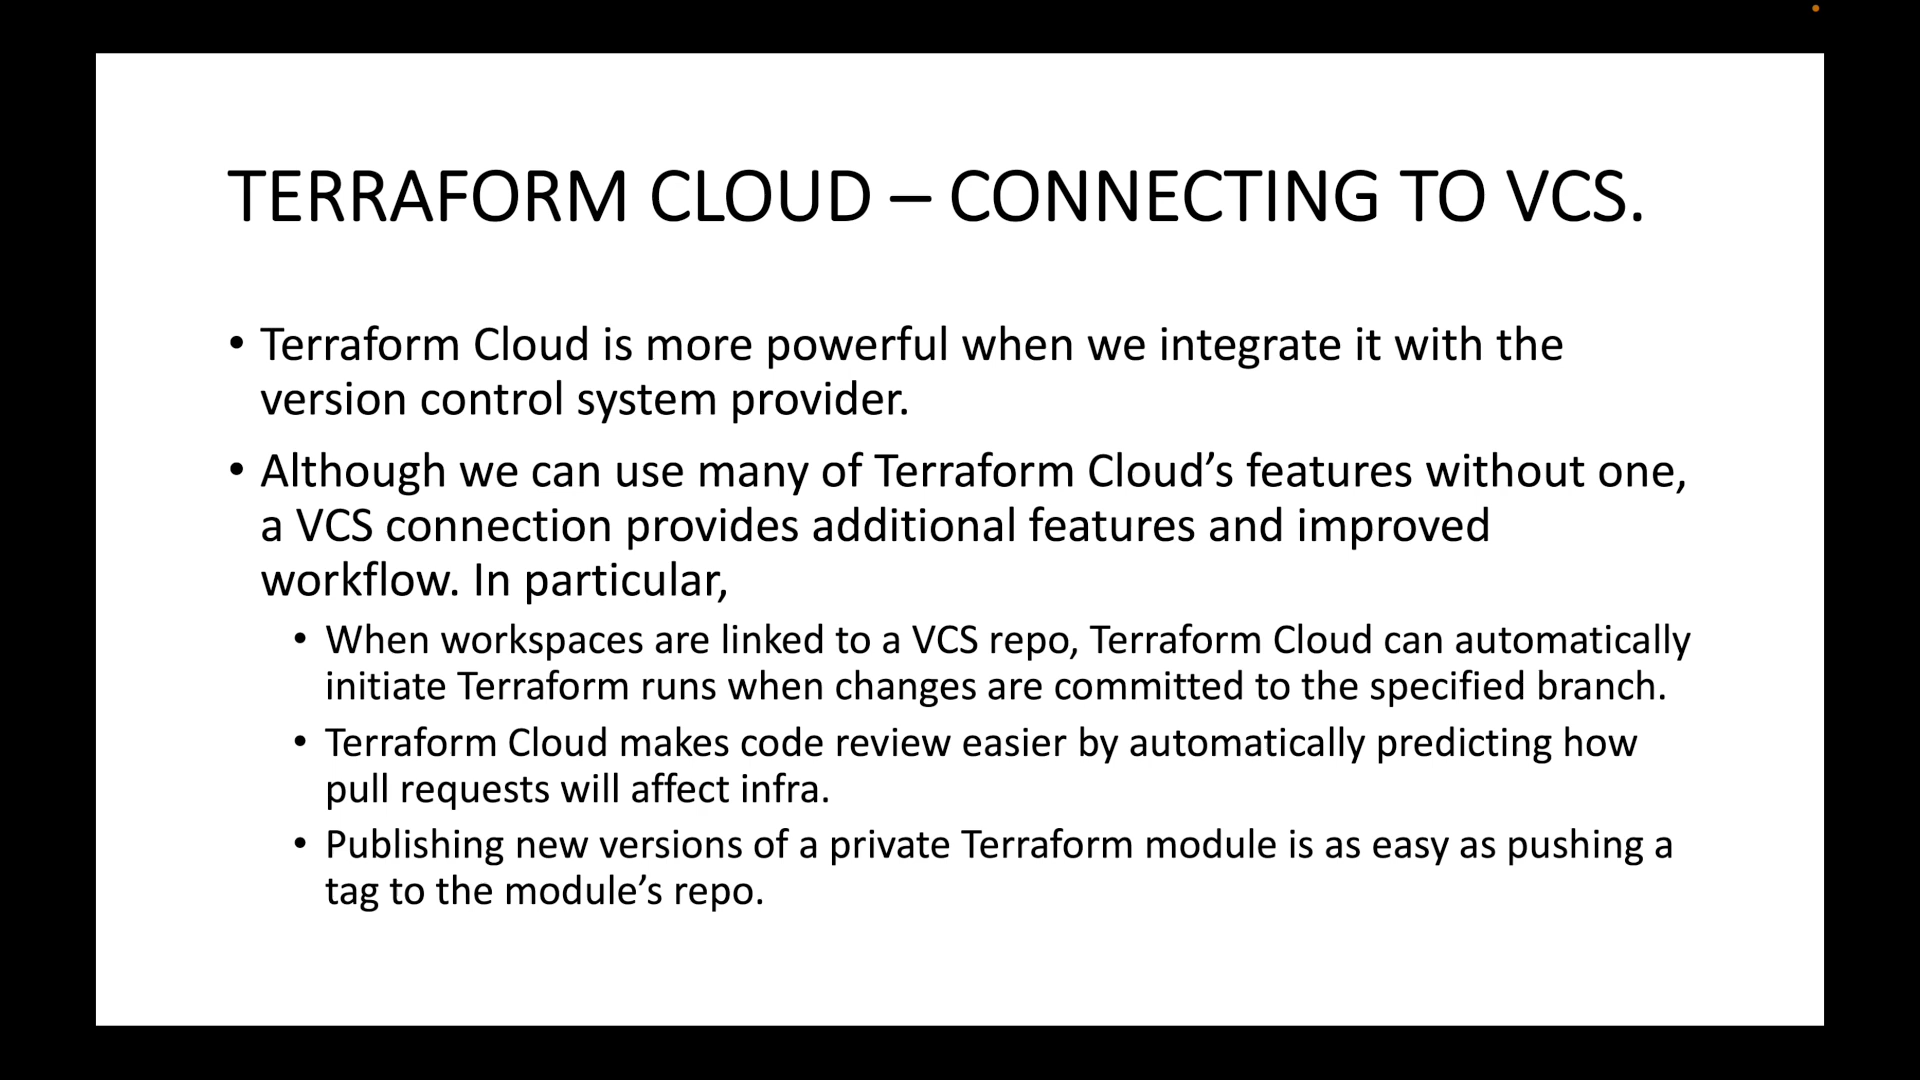 TERRAFORM CLOUD – CONNECTING TO VCS.
• Terraform Cloud is more powerful when we integrate it with the
version control system provider.
• Although we can use many of Terraform Cloud’s features without one,
a VCS connection provides additional features and improved
workflow. In particular,
• When workspaces are linked to a VCS repo, Terraform Cloud can automatically
initiate Terraform runs when changes are committed to the specified branch.
• Terraform Cloud makes code review easier by automatically predicting how
pull requests will affect infra.
• Publishing new versions of a private Terraform module is as easy as pushing a
tag to the module’s repo.